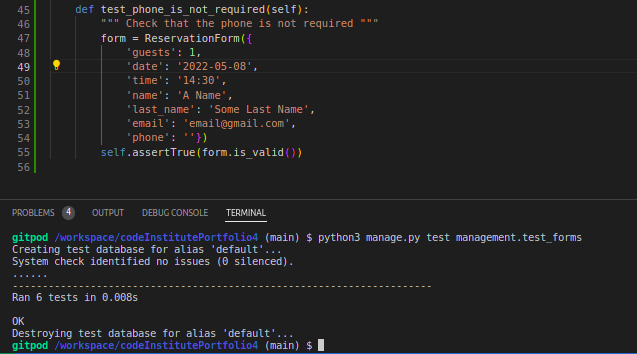 45 def test_phone_is_not_required(self):
46 """ Check that the phone is not required """
47 form = ReservationForm({
48 'guests': 1,
49 'date': '2022-05-08',
50 'time': '14:30',
51 'name': 'A Name',
52 'last_name': 'Some Last Name',
53 'email': 'email@gmail.com',
54 'phone': ''})
55 self.assertTrue(form.is_valid())
56
PROBLEMS 4 OUTPUT DEBUG CONSOLE TERMINAL
gitpod /workspace/codeInstitutePortfolio4 (main) $ python3 manage.py test management.test_forms
Creating test database for alias 'default'...
System check identified no issues (0 silenced).
......
----------------------------------------------------------------------
Ran 6 tests in 0.008s
OK
Destroying test database for alias 'default'...
gitpod /workspace/codeInstitutePortfolio4 (main) $